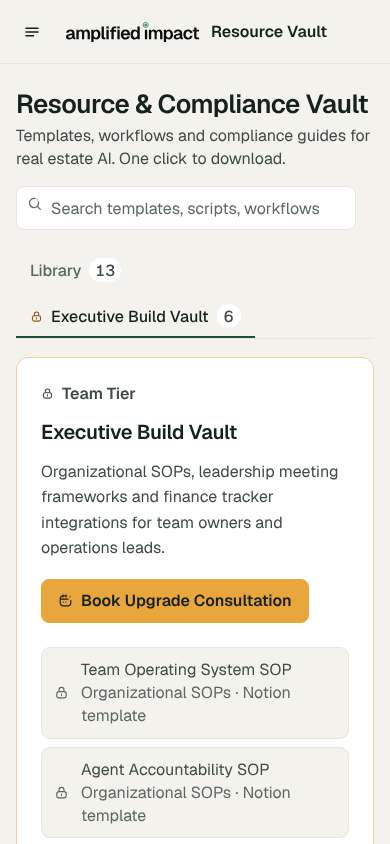 amplified impact Resource Vault
Resource & Compliance Vault
Templates, workflows and compliance guides for
real estate AI. One click to download.
Search templates, scripts, workflows
Library 13
Executive Build Vault 6
Team Tier
Executive Build Vault
Organizational SOPs, leadership meeting
frameworks and finance tracker
integrations for team owners and
operations leads.
Book Upgrade Consultation
Team Operating System SOP
Organizational SOPs · Notion
template
Agent Accountability SOP
Organizational SOPs · Notion
template